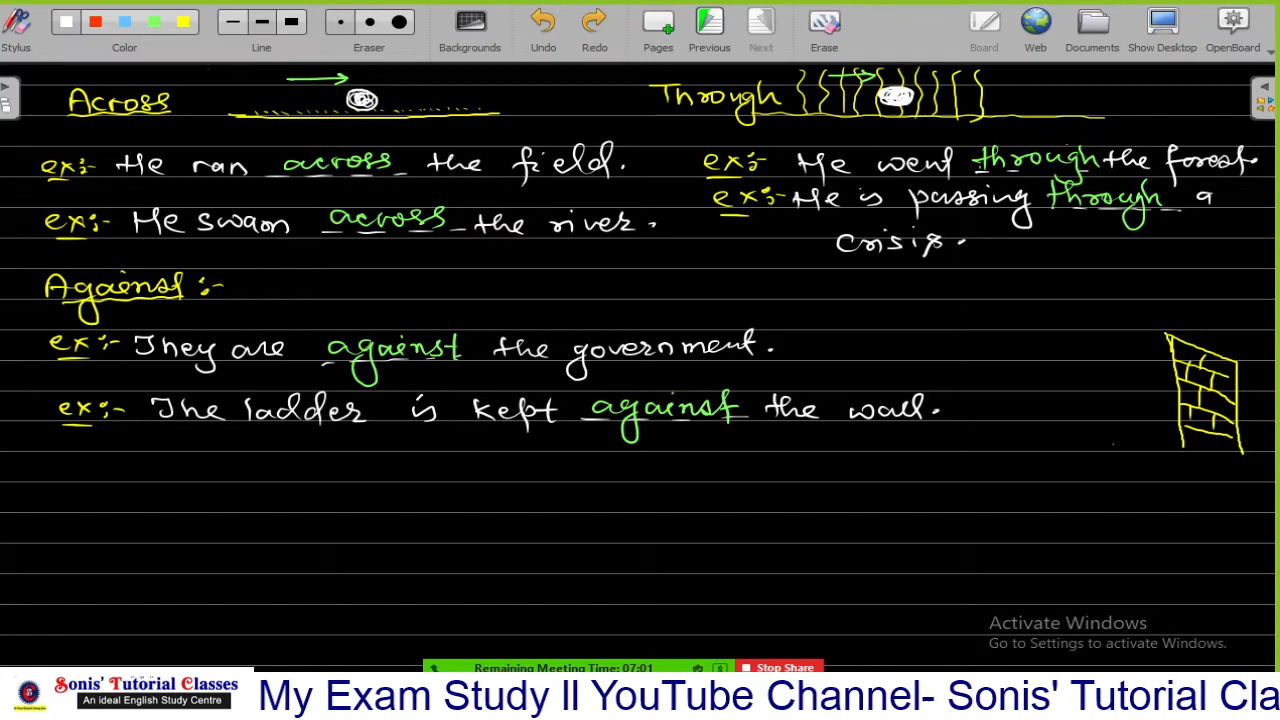 Stylus
Color
Line
Eraser
Backgrounds
Undo
Redo
Pages
Previous
Next
Erase
Board
Web
Documents
Show Desktop
OpenBoard
Across
Through
ex:- He ran across the field.
ex:- He went through the forest.
ex:- He swam across the river.
ex:- He is passing through a
crisis.
Against :-
ex:- They are against the government.
ex:- The ladder is kept against the wall.
Activate Windows
Go to Settings to activate Windows.
Remaining Meeting Time: 07:01
Stop Share
Sonis' Tutorial Classes
An ideal English Study Centre
My Exam Study ll YouTube Channel- Sonis' Tutorial Cla